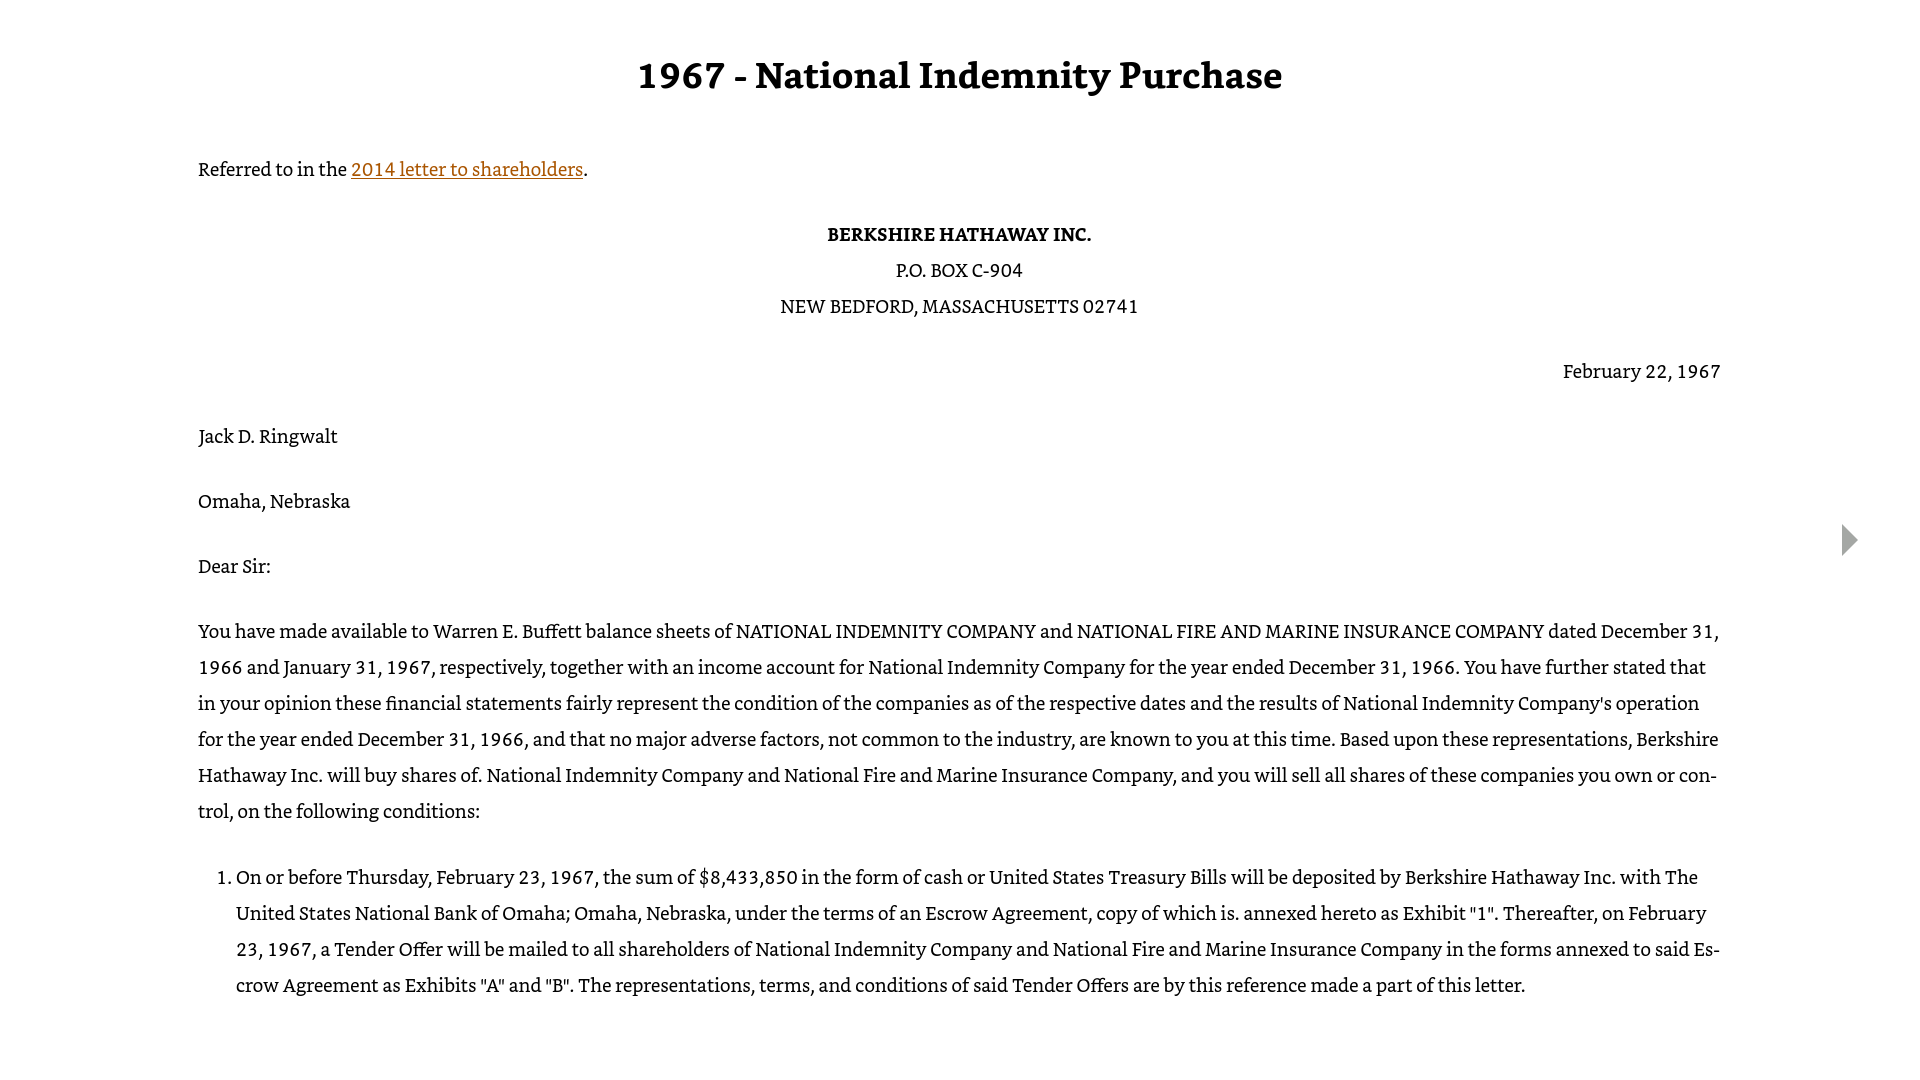 1967 - National Indemnity Purchase
Referred to in the 2014 letter to shareholders.
BERKSHIRE HATHAWAY INC.
P.O. BOX C-904
NEW BEDFORD, MASSACHUSETTS 02741
February 22, 1967
Jack D. Ringwalt
Omaha, Nebraska
Dear Sir:
You have made available to Warren E. Buffett balance sheets of NATIONAL INDEMNITY COMPANY and NATIONAL FIRE AND MARINE INSURANCE COMPANY dated December 31,
1966 and January 31, 1967, respectively, together with an income account for National Indemnity Company for the year ended December 31, 1966. You have further stated that
in your opinion these financial statements fairly represent the condition of the companies as of the respective dates and the results of National Indemnity Company's operation
for the year ended December 31, 1966, and that no major adverse factors, not common to the industry, are known to you at this time. Based upon these representations, Berkshire
Hathaway Inc. will buy shares of. National Indemnity Company and National Fire and Marine Insurance Company, and you will sell all shares of these companies you own or con-
trol, on the following conditions:
1. On or before Thursday, February 23, 1967, the sum of $8,433,850 in the form of cash or United States Treasury Bills will be deposited by Berkshire Hathaway Inc. with The
United States National Bank of Omaha; Omaha, Nebraska, under the terms of an Escrow Agreement, copy of which is. annexed hereto as Exhibit "1". Thereafter, on February
23, 1967, a Tender Offer will be mailed to all shareholders of National Indemnity Company and National Fire and Marine Insurance Company in the forms annexed to said Es-
crow Agreement as Exhibits "A" and "B". The representations, terms, and conditions of said Tender Offers are by this reference made a part of this letter.